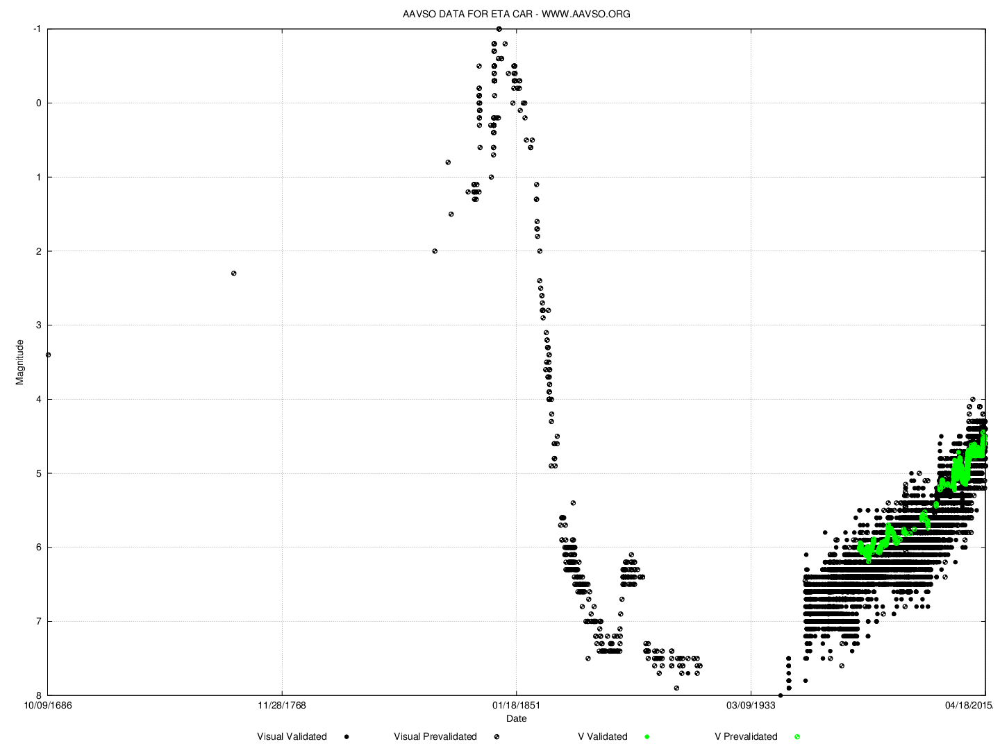 AAVSO DATA FOR ETA CAR - WWW.AAVSO.ORG
-1
0
1
2
3
4
5
6
7
8
Magnitude
10/09/1686 11/28/1768 01/18/1851 03/09/1933 04/18/2015.
Date
Visual Validated Visual Prevalidated V Validated V Prevalidated